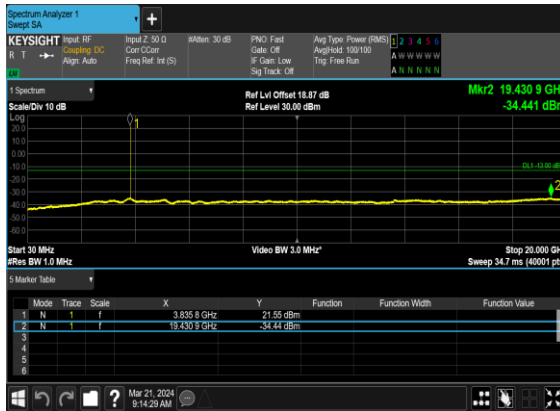 Spectrum Analyzer 1
Swept SA
KEYSIGHT
R T
Input: RF
Coupling: DC
Align: Auto
Input Z: 50 Ω
Corr CCorr
Freq Ref: Int (S)
#Atten: 30 dB
PNO: Fast
Gate: Off
IF Gain: Low
Sig Track: Off
Avg Type: Power (RMS)
Avg|Hold: 100/100
Trig: Free Run
1 2 3 4 5 6
A W W W W W
A N N N N N
1 Spectrum
Scale/Div 10 dB
Ref Lvl Offset 18.87 dB
Ref Level 30.00 dBm
Mkr2 19.430 9 GHz
-34.441 dBm
Log
20.0
10.0
0.00
-10.0
-20.0
-30.0
-40.0
-50.0
-60.0
1
DL1 -13.00 dB
2
Start 30 MHz
#Res BW 1.0 MHz
Video BW 3.0 MHz*
Stop 20.000 GH
Sweep 34.7 ms (40001 pts
5 Marker Table
Mode Trace Scale X Y Function Function Width Function Value
1 N 1 f 3.835 8 GHz 21.55 dBm
2 N 1 f 19.430 9 GHz -34.44 dBm
3
4
5
6
?
Mar 21, 2024
9:14:29 AM